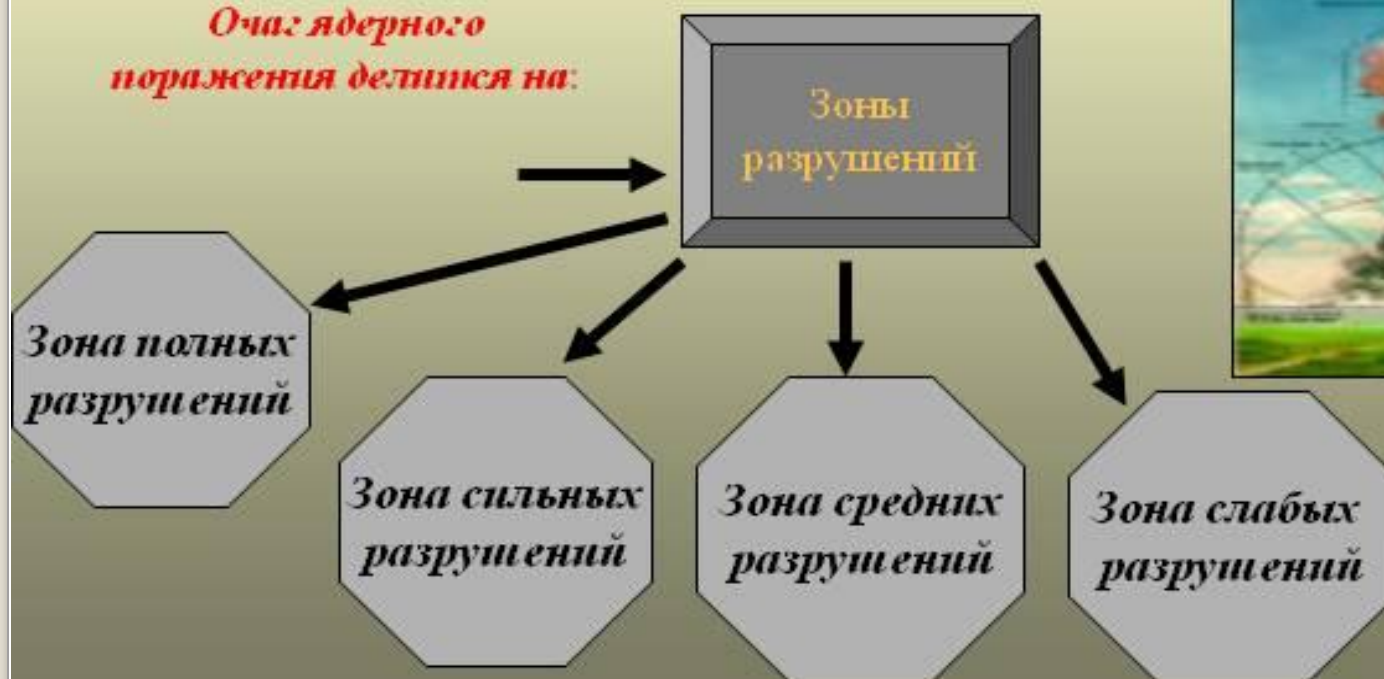 Очаг ядерного
поражения делится на:
Зоны
разрушений
Зона полных
разрушений
Зона сильных
разрушений
Зона средних
разрушений
Зона слабых
разрушений